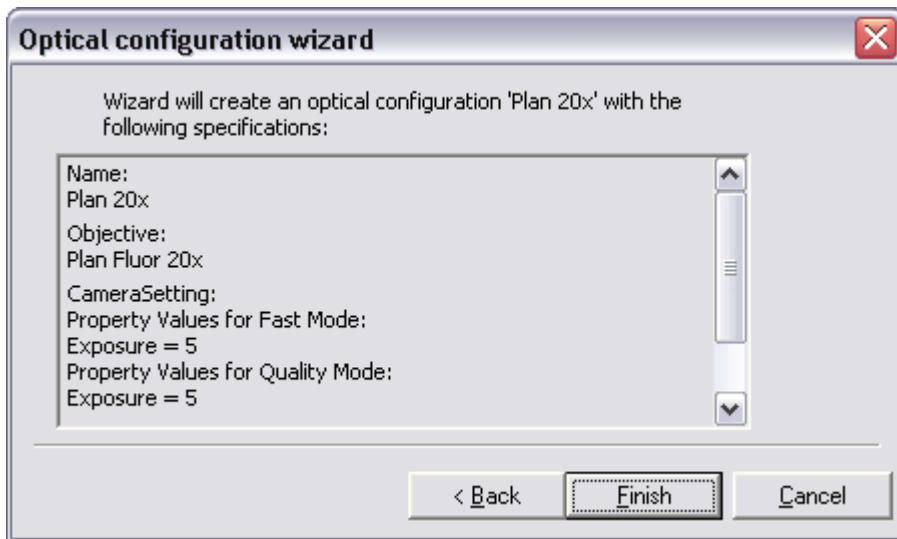 Optical configuration wizard
Wizard will create an optical configuration 'Plan 20x' with the
following specifications:
Name:
Plan 20x
Objective:
Plan Fluor 20x
CameraSetting:
Property Values for Fast Mode:
Exposure = 5
Property Values for Quality Mode:
Exposure = 5
< Back
Finish
Cancel